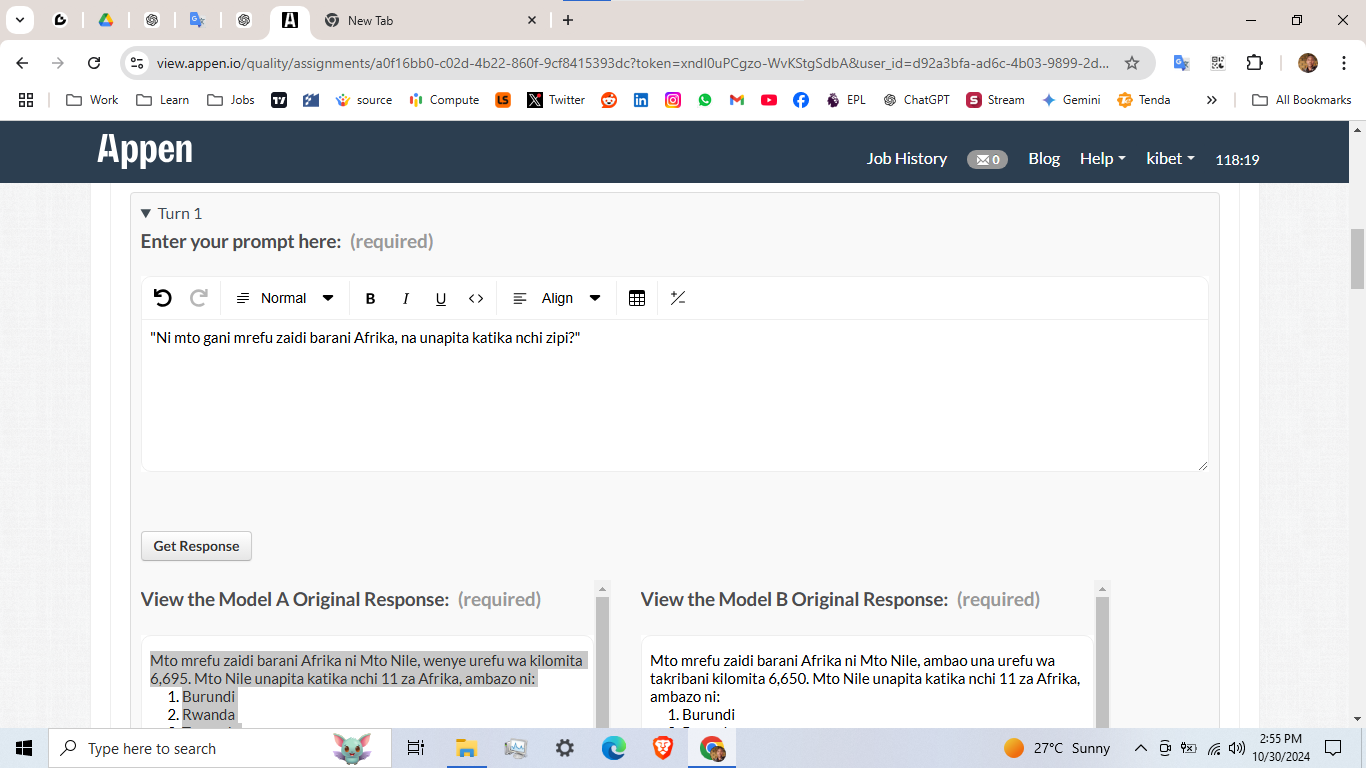 New Tab
view.appen.io/quality/assignments/a0f16bb0-c02d-4b22-860f-9cf8415393dc?token=xndI0uPCgzo-WvKStgSdbA&user_id=d92a3bfa-ad6c-4b03-9899-2d...
Work Learn Jobs source Compute Twitter EPL ChatGPT Stream Gemini Tenda » All Bookmarks
Appen
Job History 0 Blog Help kibet 118:19
Turn 1
Enter your prompt here: (required)
Normal B I U <> Align
"Ni mto gani mrefu zaidi barani Afrika, na unapita katika nchi zipi?"
Get Response
View the Model A Original Response: (required)
Mto mrefu zaidi barani Afrika ni Mto Nile, wenye urefu wa kilomita
6,695. Mto Nile unapita katika nchi 11 za Afrika, ambazo ni:
1. Burundi
2. Rwanda
View the Model B Original Response: (required)
Mto mrefu zaidi barani Afrika ni Mto Nile, ambao una urefu wa
takribani kilomita 6,650. Mto Nile unapita katika nchi 11 za Afrika,
ambazo ni:
1. Burundi
Type here to search
27°C Sunny
2:55 PM
10/30/2024